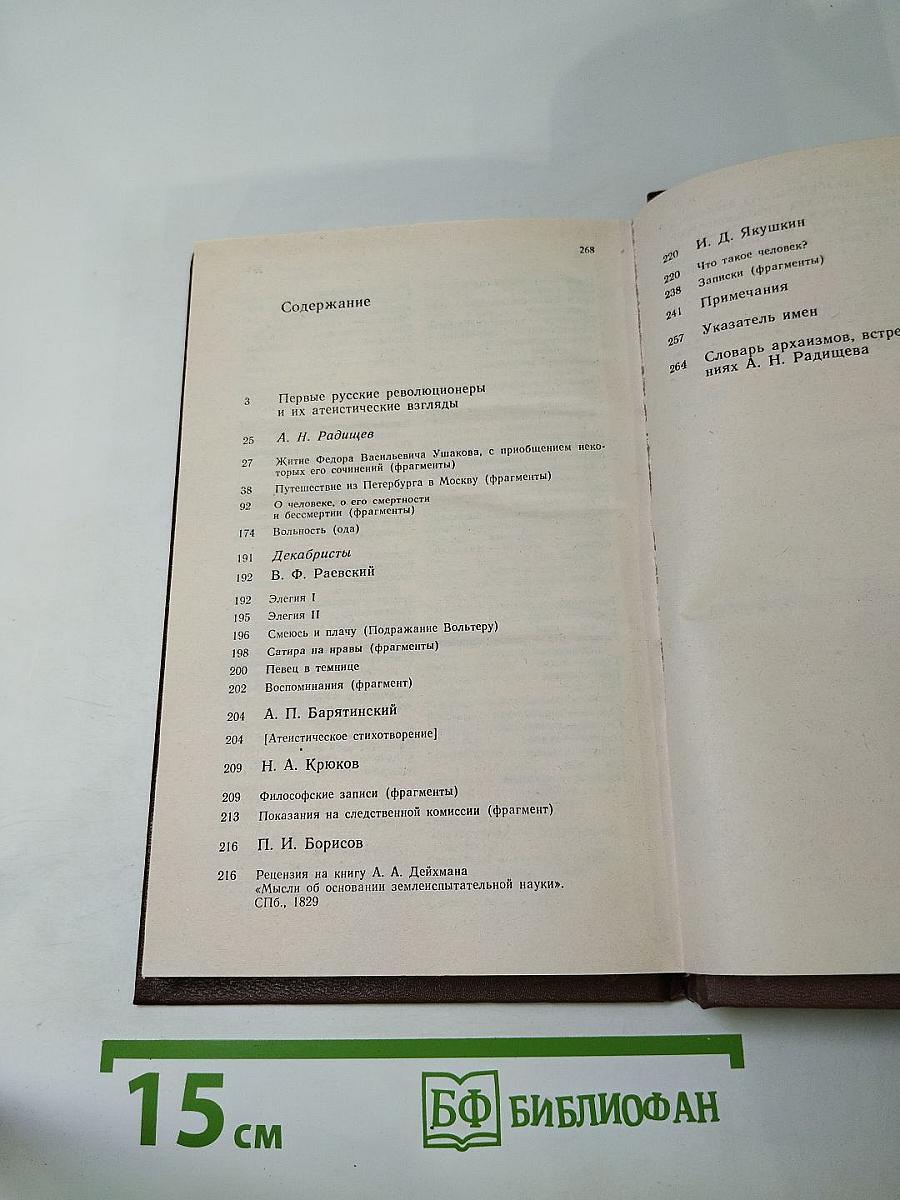 268
Содержание
3 Первые русские революционеры
и их атеистические взгляды
25 А. Н. Радищев
27 Житие Федора Васильевича Ушакова, с приобщением неко-
торых его сочинений (фрагменты)
38 Путешествие из Петербурга в Москву (фрагменты)
92 О человеке, о его смертности
и бессмертии (фрагменты)
174 Вольность (ода)
191 Декабристы
192 В. Ф. Раевский
192 Элегия I
195 Элегия II
196 Смеюсь и плачу (Подражание Вольтеру)
198 Сатира на нравы (фрагменты)
200 Певец в темнице
202 Воспоминания (фрагмент)
204 А. П. Барятинский
204 [Атеистическое стихотворение]
209 Н. А. Крюков
209 Философские записи (фрагменты)
213 Показания на следственной комиссии (фрагмент)
216 П. И. Борисов
216 Рецензия на книгу А. А. Дейхмана
«Мысли об основании землеиспытательной науки».
СПб., 1829
220 И. Д. Якушкин
220 Что такое человек?
238 Записки (фрагменты)
241 Примечания
257 Указатель имен
264 Словарь архаизмов, встре
ниях А. Н. Радищева
15 см
БФ БИБЛИОФАН